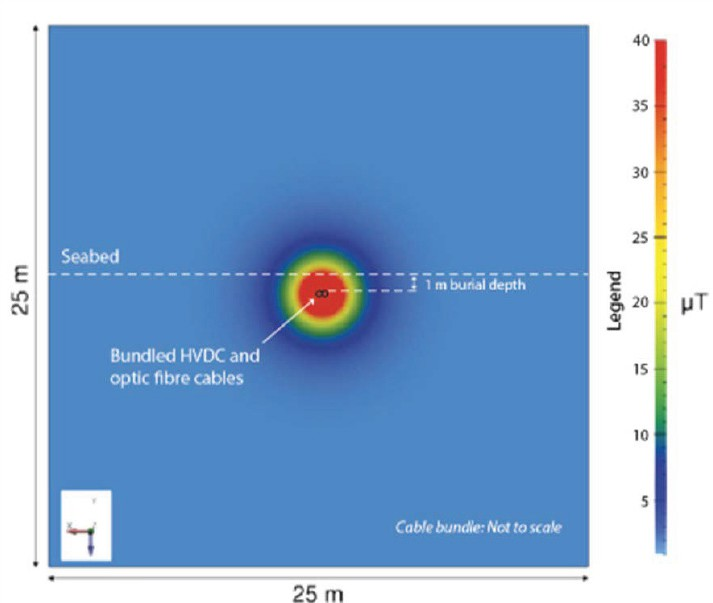 40
35
30
25
20
15
10
5
Legend
μT
25 m
Seabed
1 m burial depth
Bundled HVDC and
optic fibre cables
Cable bundle: Not to scale
25 m